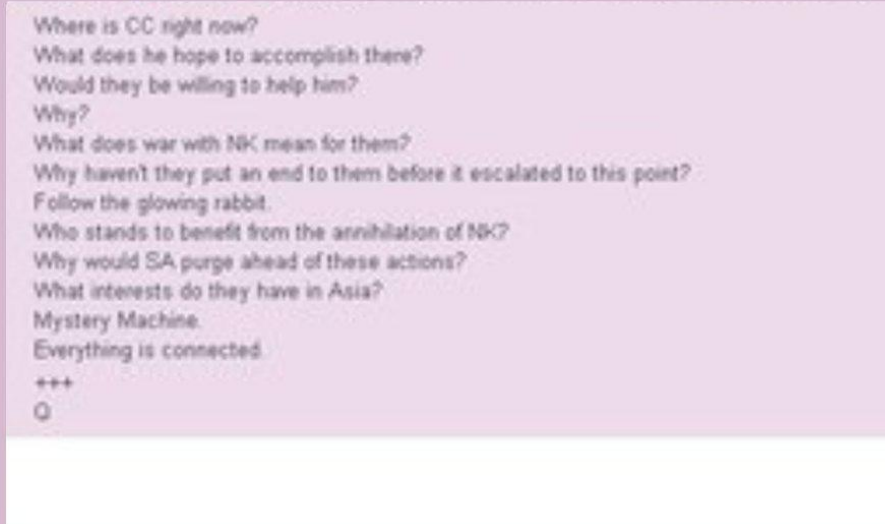 Where is CC right now?
What does he hope to accomplish there?
Would they be willing to help him?
Why?
What does war with NK mean for them?
Why haven't they put an end to them before it escalated to this point?
Follow the glowing rabbit.
Who stands to benefit from the annihilation of NK?
Why would SA purge ahead of these actions?
What interests do they have in Asia?
Mystery Machine.
Everything is connected.
+++
Q